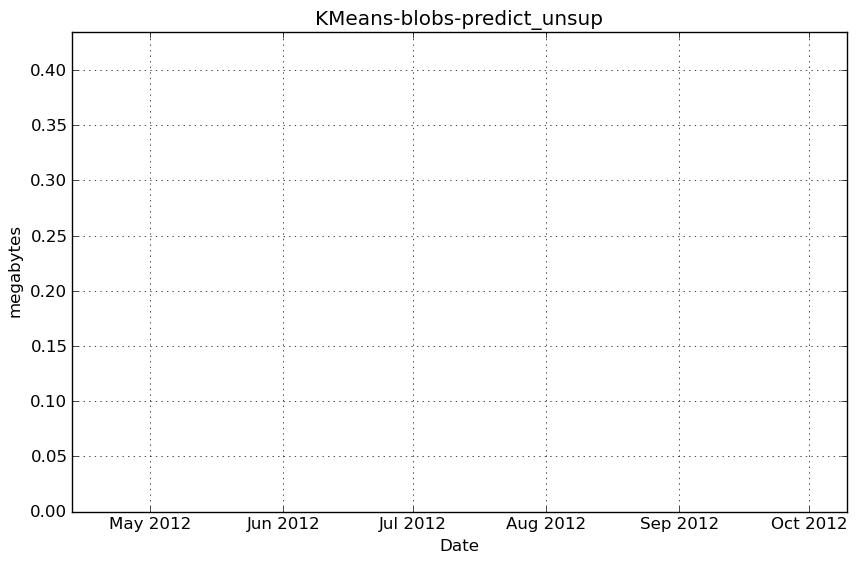 KMeans-blobs-predict_unsup
0.40
0.35
0.30
0.25
0.20
0.15
0.10
0.05
0.00
megabytes
May 2012 Jun 2012 Jul 2012 Aug 2012 Sep 2012 Oct 2012
Date